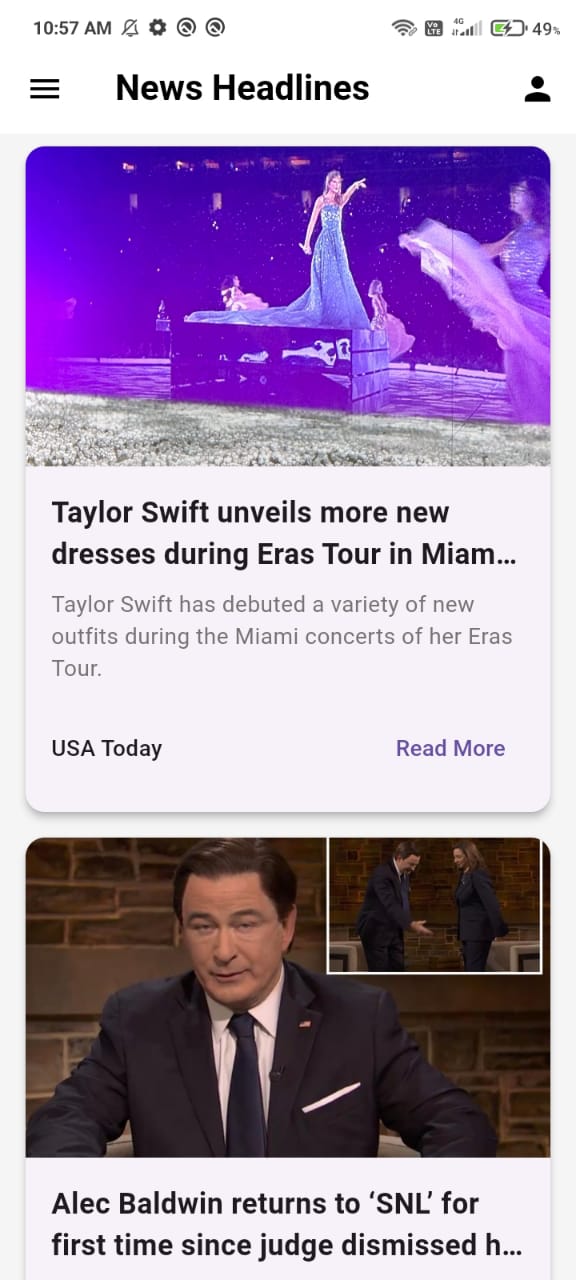 10:57 AM
Vo
LTE
4G
49%
News Headlines
Taylor Swift unveils more new
dresses during Eras Tour in Miam...
Taylor Swift has debuted a variety of new
outfits during the Miami concerts of her Eras
Tour.
USA Today
Read More
Alec Baldwin returns to ‘SNL’ for
first time since judge dismissed h...